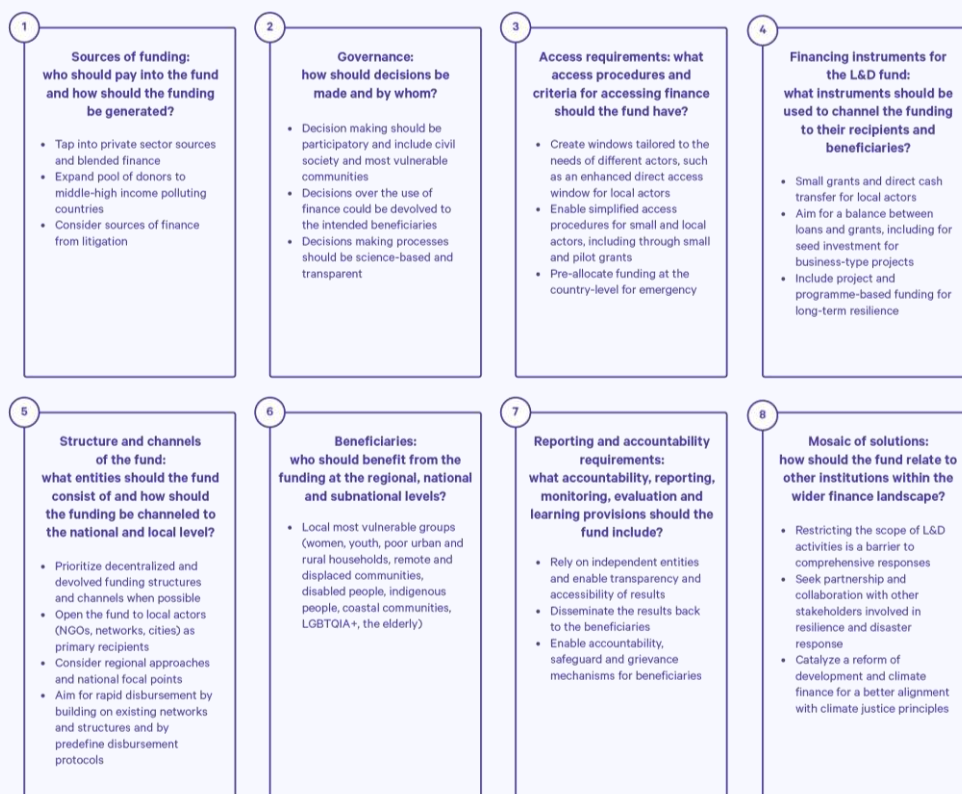 1
Sources of funding:
who should pay into the fund
and how should the funding
be generated?
• Tap into private sector sources
and blended finance
• Expand pool of donors to
middle-high income polluting
countries
• Consider sources of finance
from litigation
2
Governance:
how should decisions be
made and by whom?
• Decision making should be
participatory and include civil
society and most vulnerable
communities
• Decisions over the use of
finance could be devolved to
the intended beneficiaries
• Decisions making processes
should be science-based and
transparent
3
Access requirements: what
access procedures and
criteria for accessing finance
should the fund have?
• Create windows tailored to the
needs of different actors, such
as an enhanced direct access
window for local actors
• Enable simplified access
procedures for small and local
actors, including through small
and pilot grants
• Pre-allocate funding at the
country-level for emergency
4
Financing instruments for
the L&D fund:
what instruments should be
used to channel the funding
to their recipients and
beneficiaries?
• Small grants and direct cash
transfer for local actors
• Aim for a balance between
loans and grants, including for
seed investment for
business-type projects
• Include project and
programme-based funding for
long-term resilience
5
Structure and channels
of the fund:
what entities should the fund
consist of and how should
the funding be channeled to
the national and local level?
• Prioritize decentralized and
devolved funding structures
and channels when possible
• Open the fund to local actors
(NGOs, networks, cities) as
primary recipients
• Consider regional approaches
and national focal points
• Aim for rapid disbursement by
building on existing networks
and structures and by
predefine disbursement
protocols
6
Beneficiaries:
who should benefit from the
funding at the regional, national
and subnational levels?
• Local most vulnerable groups
(women, youth, poor urban and
rural households, remote and
displaced communities,
disabled people, indigenous
people, coastal communities,
LGBTQIA+, the elderly)
7
Reporting and accountability
requirements:
what accountability, reporting,
monitoring, evaluation and
learning provisions should the
fund include?
• Rely on independent entities
and enable transparency and
accessibility of results
• Disseminate the results back
to the beneficiaries
• Enable accountability,
safeguard and grievance
mechanisms for beneficiaries
8
Mosaic of solutions:
how should the fund relate to
other institutions within the
wider finance landscape?
• Restricting the scope of L&D
activities is a barrier to
comprehensive responses
• Seek partnership and
collaboration with other
stakeholders involved in
resilience and disaster
response
• Catalyze a reform of
development and climate
finance for a better alignment
with climate justice principles